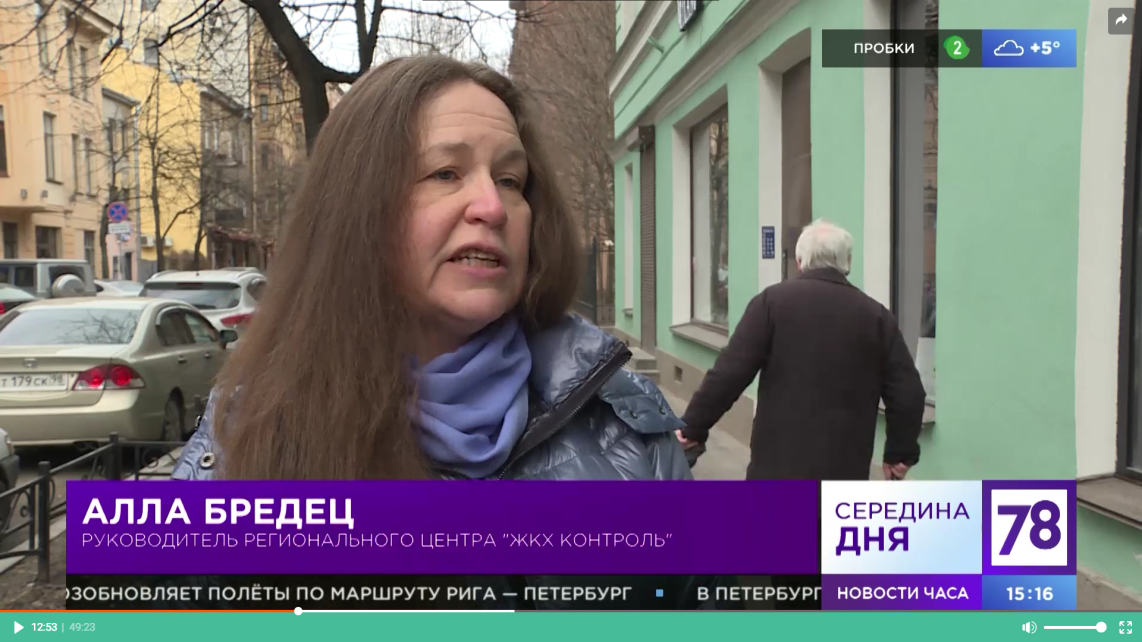 ПРОБКИ 2 +5°
Т 179 СК 98
АЛЛА БРЕДЕЦ
РУКОВОДИТЕЛЬ РЕГИОНАЛЬНОГО ЦЕНТРА "ЖКХ КОНТРОЛЬ"
СЕРЕДИНА
ДНЯ
78
ОЗОБНОВЛЯЕТ ПОЛЁТЫ ПО МАРШРУТУ РИГА — ПЕТЕРБУРГ ▪ В ПЕТЕРБУРГ
НОВОСТИ ЧАСА 15:16
12:53 | 49:23